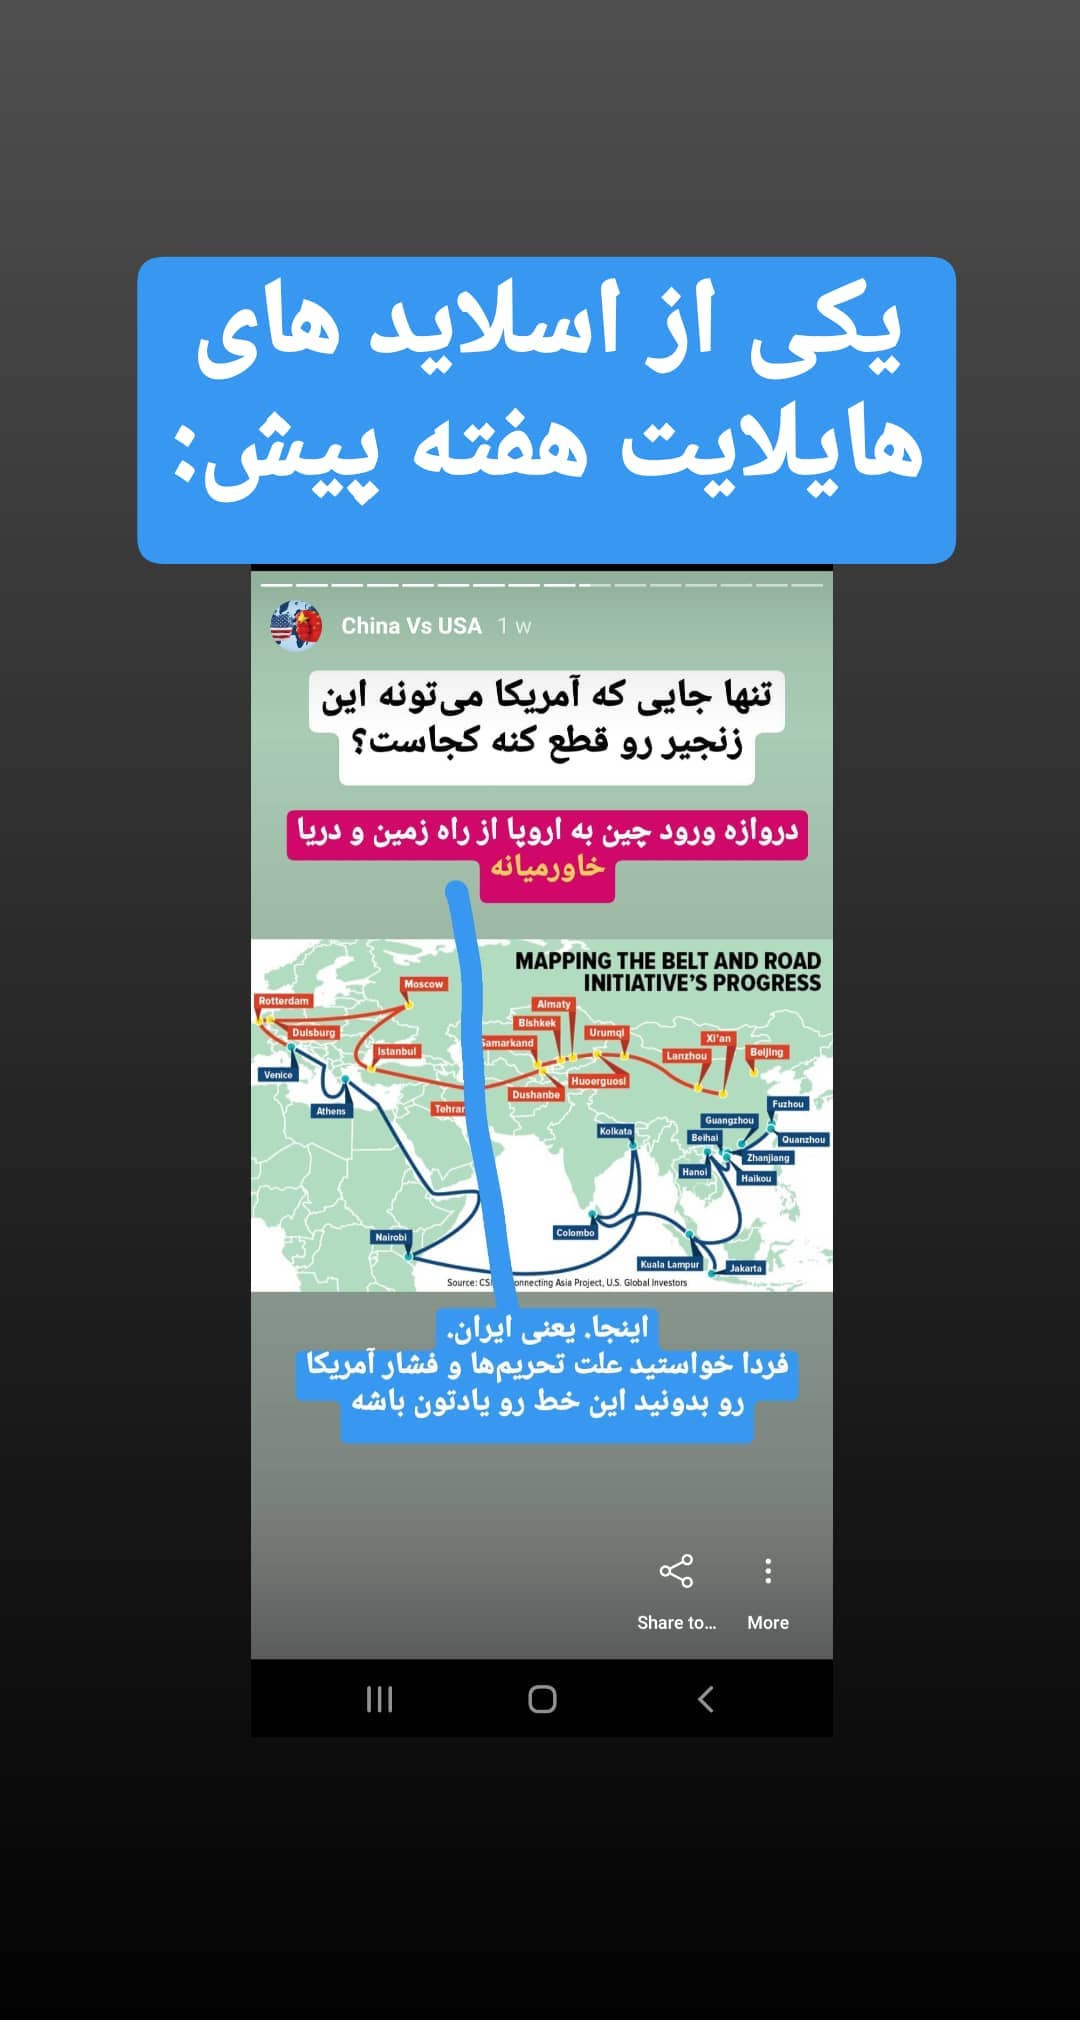 یکی از اسلاید های
هایلایت هفته پیش:
China Vs USA 1 w
تنها جایی که آمریکا می‌تونه این
زنجیر رو قطع کنه کجاست؟
دروازه ورود چین به اروپا از راه زمین و دریا
خاورمیانه
MAPPING THE BELT AND ROAD
INITIATIVE'S PROGRESS
Moscow
Rotterdam
Almaty
Bishkek
Duisburg
Urumqi
Samarkand
Xi'an
Istanbul
Lanzhou
Beijing
Venice
Huoerguosi
Dushanbe
Athens
Tehra
Fuzhou
Guangzhou
Kolkata
Beihai
Quanzhou
Zhanjiang
Hanoi
Haikou
Colombo
Nairobi
Kuala Lampur
Jakarta
Source: CS onnecting Asia Project, U.S. Global Investors
اینجا. یعنی ایران.
فردا خواستید علت تحریم‌ها و فشار آمریکا
رو بدونید این خط رو یادتون باشه
Share to... More